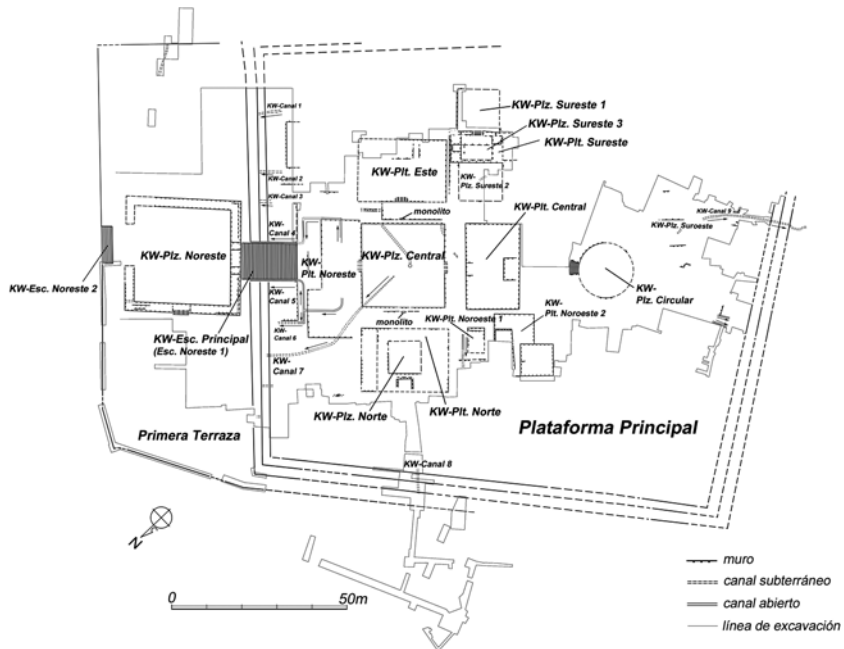 KW-Canal 1
KW-Plz. Sureste 1
KW-Plz. Sureste 3
KW-Plt. Sureste
KW-Plt. Este
KW-Canal 2
KW-
Plz. Sureste 2
KW-Canal 3
monolito
KW-Plt. Central
KW-Canal 9
KW-
Canal 4
KW-Plz. Suroeste
KW-Plz. Noreste
KW-Plz. Central
KW-
Plt. Noreste
KW-Esc. Noreste 2
KW-
Canal 5
KW-
Plz. Circular
KW-
Plt. Noroeste 2
KW-Plt. Noroeste 1
monolito
KW-Esc. Principal
(Esc. Noreste 1)
KW-
Canal 6
KW-
Canal 7
KW-Plz. Norte
KW-Plt. Norte
Primera Terraza
Plataforma Principal
KW-Canal 8
N
0
50m
muro
canal subterráneo
canal abierto
línea de excavación